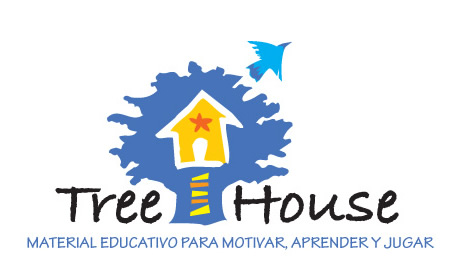 Tree House
MATERIAL EDUCATIVO PARA MOTIVAR, APRENDER Y JUGAR